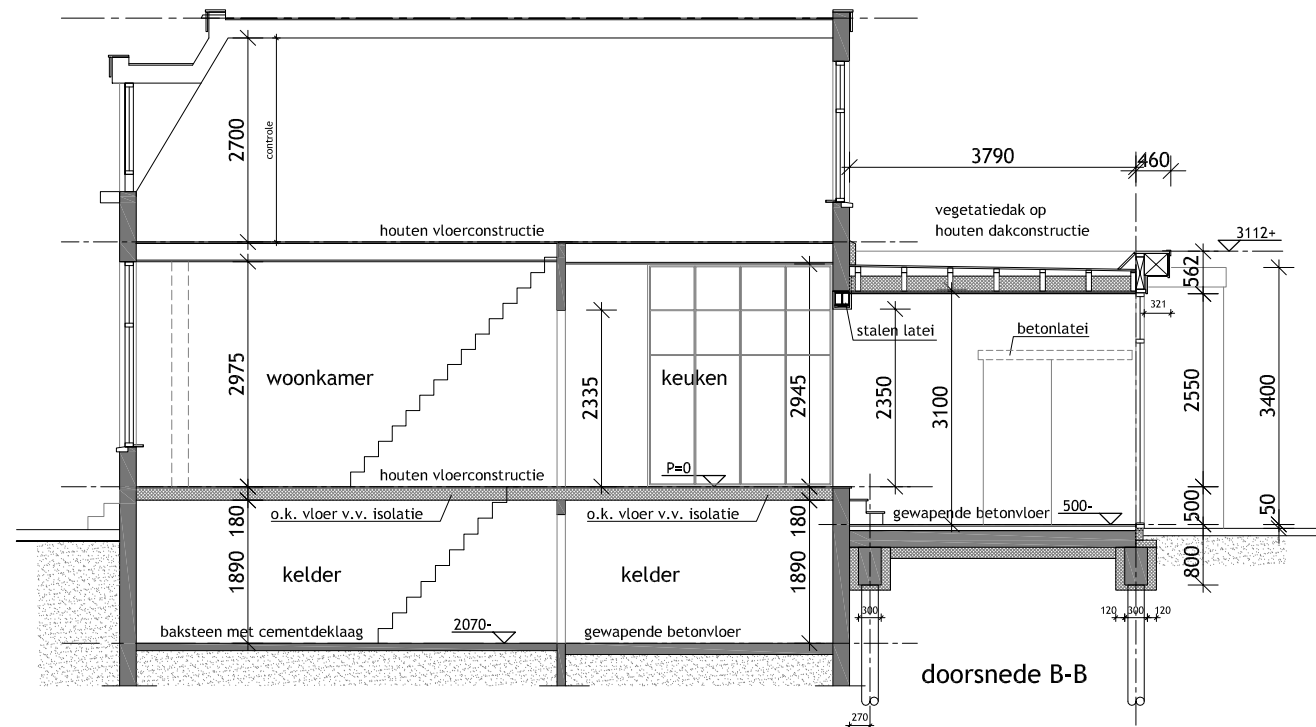 2700
controle
3790
460
vegetatiedak op
houten dakconstructie
3112+
houten vloerconstructie
562
321
stalen latei
betonlatei
woonkamer
keuken
2975
2335
2945
2350
3100
2550
3400
houten vloerconstructie
P=0
o.k. vloer v.v. isolatie
o.k. vloer v.v. isolatie
gewapende betonvloer
500-
180
180
500
50
1890
kelder
kelder
1890
800
300
120
300
120
baksteen met cementdeklaag
2070-
gewapende betonvloer
doorsnede B-B
270